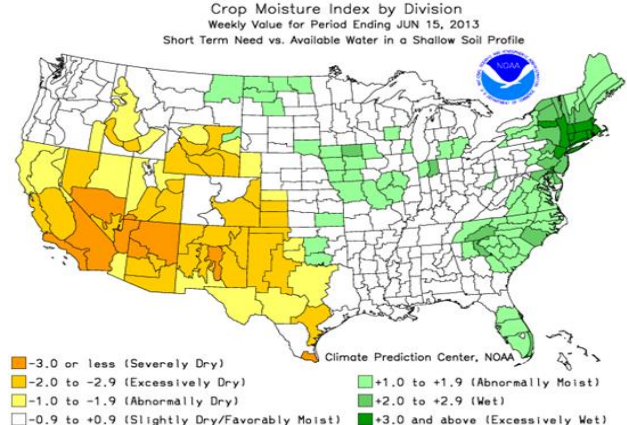 Crop Moisture Index by Division
Weekly Value for Period Ending JUN 15, 2013
Short Term Need vs. Available Water in a Shallow Soil Profile
NOAA
Climate Prediction Center, NOAA
-3.0 or less (Severely Dry)
-2.0 to -2.9 (Excessively Dry)
-1.0 to -1.9 (Abnormally Dry)
-0.9 to +0.9 (Slightly Dry/Favorably Moist)
+1.0 to +1.9 (Abnormally Moist)
+2.0 to +2.9 (Wet)
+3.0 and above (Excessively Wet)